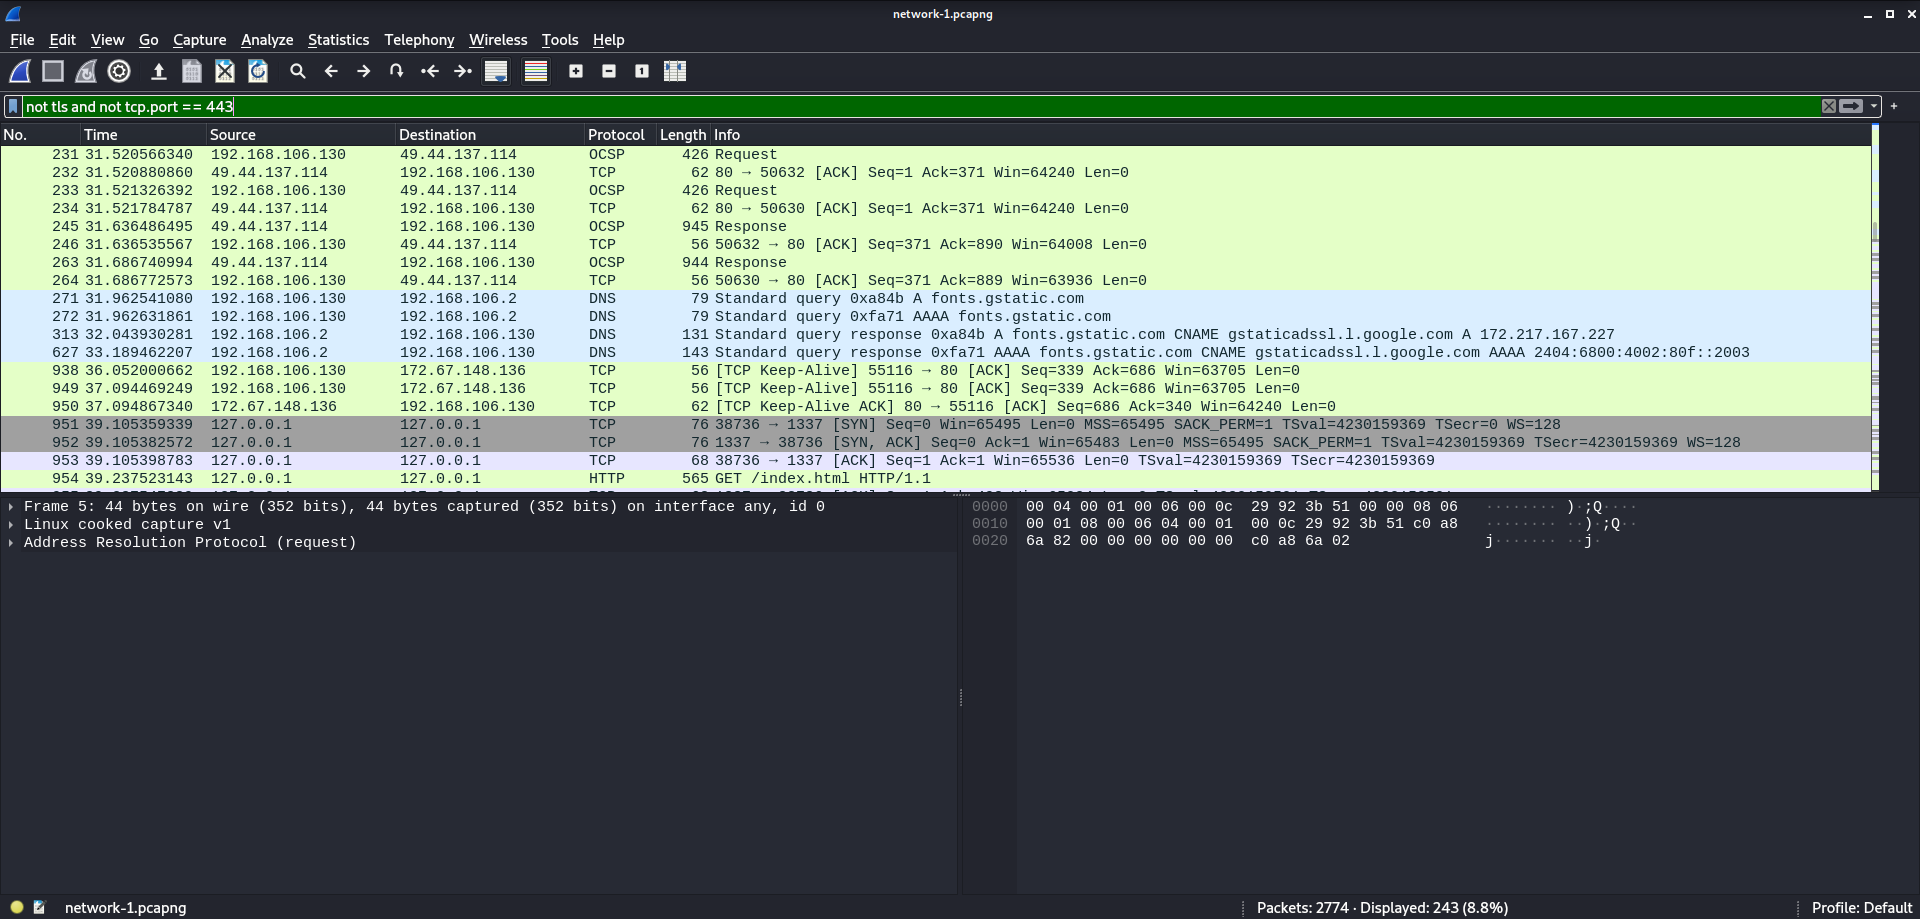 network-1.pcapng
File Edit View Go Capture Analyze Statistics Telephony Wireless Tools Help
not tls and not tcp.port == 443
No. Time Source Destination Protocol Length Info
231 31.520566340 192.168.106.130 49.44.137.114 OCSP 426 Request
232 31.520880860 49.44.137.114 192.168.106.130 TCP 62 80 → 50632 [ACK] Seq=1 Ack=371 Win=64240 Len=0
233 31.521326392 192.168.106.130 49.44.137.114 OCSP 426 Request
234 31.521784787 49.44.137.114 192.168.106.130 TCP 62 80 → 50630 [ACK] Seq=1 Ack=371 Win=64240 Len=0
245 31.636486495 49.44.137.114 192.168.106.130 OCSP 945 Response
246 31.636535567 192.168.106.130 49.44.137.114 TCP 56 50632 → 80 [ACK] Seq=371 Ack=890 Win=64008 Len=0
263 31.686740994 49.44.137.114 192.168.106.130 OCSP 944 Response
264 31.686772573 192.168.106.130 49.44.137.114 TCP 56 50630 → 80 [ACK] Seq=371 Ack=889 Win=63936 Len=0
271 31.962541080 192.168.106.130 192.168.106.2 DNS 79 Standard query 0xa84b A fonts.gstatic.com
272 31.962631861 192.168.106.130 192.168.106.2 DNS 79 Standard query 0xfa71 AAAA fonts.gstatic.com
313 32.043930281 192.168.106.2 192.168.106.130 DNS 131 Standard query response 0xa84b A fonts.gstatic.com CNAME gstaticadssl.l.google.com A 172.217.167.227
627 33.189462207 192.168.106.2 192.168.106.130 DNS 143 Standard query response 0xfa71 AAAA fonts.gstatic.com CNAME gstaticadssl.l.google.com AAAA 2404:6800:4002:80f::2003
938 36.052000662 192.168.106.130 172.67.148.136 TCP 56 [TCP Keep-Alive] 55116 → 80 [ACK] Seq=339 Ack=686 Win=63705 Len=0
949 37.094469249 192.168.106.130 172.67.148.136 TCP 56 [TCP Keep-Alive] 55116 → 80 [ACK] Seq=339 Ack=686 Win=63705 Len=0
950 37.094867340 172.67.148.136 192.168.106.130 TCP 62 [TCP Keep-Alive ACK] 80 → 55116 [ACK] Seq=686 Ack=340 Win=64240 Len=0
951 39.105359339 127.0.0.1 127.0.0.1 TCP 76 38736 → 1337 [SYN] Seq=0 Win=65495 Len=0 MSS=65495 SACK_PERM=1 TSval=4230159369 TSecr=0 WS=128
952 39.105382572 127.0.0.1 127.0.0.1 TCP 76 1337 → 38736 [SYN, ACK] Seq=0 Ack=1 Win=65483 Len=0 MSS=65495 SACK_PERM=1 TSval=4230159369 TSecr=4230159369 WS=128
953 39.105398783 127.0.0.1 127.0.0.1 TCP 68 38736 → 1337 [ACK] Seq=1 Ack=1 Win=65536 Len=0 TSval=4230159369 TSecr=4230159369
954 39.237523143 127.0.0.1 127.0.0.1 HTTP 565 GET /index.html HTTP/1.1
Frame 5: 44 bytes on wire (352 bits), 44 bytes captured (352 bits) on interface any, id 0
Linux cooked capture v1
Address Resolution Protocol (request)
0000 00 04 00 01 00 06 00 0c 29 92 3b 51 00 00 08 06 ········ )·;Q····
0010 00 01 08 00 06 04 00 01 00 0c 29 92 3b 51 c0 a8 ········ ··)·;Q··
0020 6a 82 00 00 00 00 00 00 c0 a8 6a 02 j······· ··j·
network-1.pcapng
Packets: 2774 · Displayed: 243 (8.8%)
Profile: Default